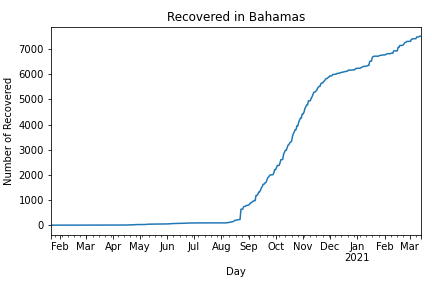 Recovered in Bahamas
Number of Recovered
7000
6000
5000
4000
3000
2000
1000
0
Feb Mar Apr May Jun Jul Aug Sep Oct Nov Dec Jan Feb Mar
2021
Day